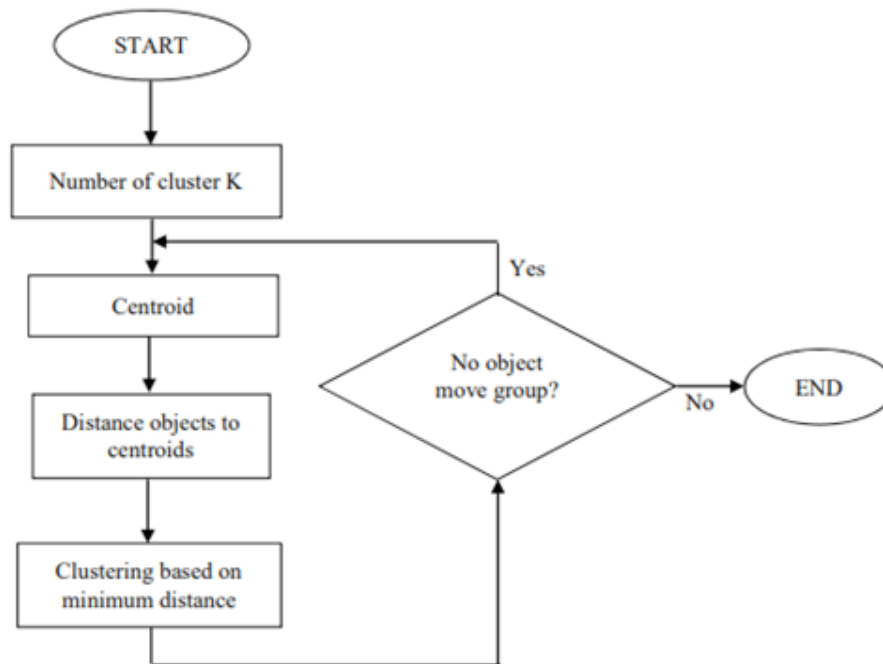 START
Number of cluster K
Centroid
Distance objects to
centroids
Clustering based on
minimum distance
No object
move group?
Yes
No
END